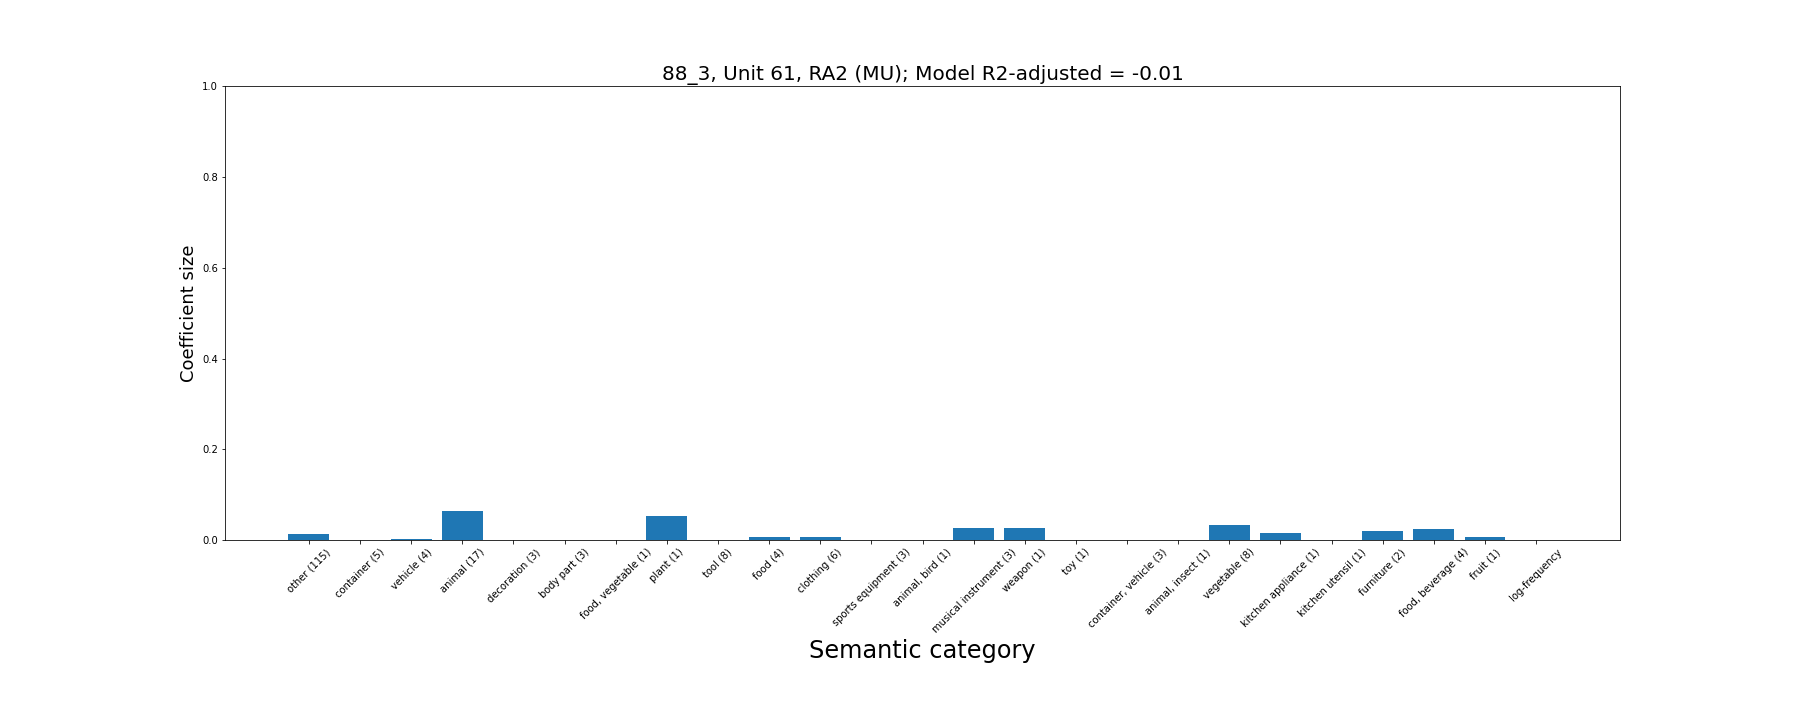 88_3, Unit 61, RA2 (MU); Model R2-adjusted = -0.01
1.0
0.8
0.6
0.4
0.2
0.0
Coefficient size
other (115)
container (5)
vehicle (4)
animal (17)
decoration (3)
body part (3)
food, vegetable (1)
plant (1)
tool (8)
food (4)
clothing (6)
sports equipment (3)
animal, bird (1)
musical instrument (3)
weapon (1)
toy (1)
container, vehicle (3)
animal, insect (1)
vegetable (8)
kitchen appliance (1)
kitchen utensil (1)
furniture (2)
food, beverage (4)
fruit (1)
log-frequency
Semantic category